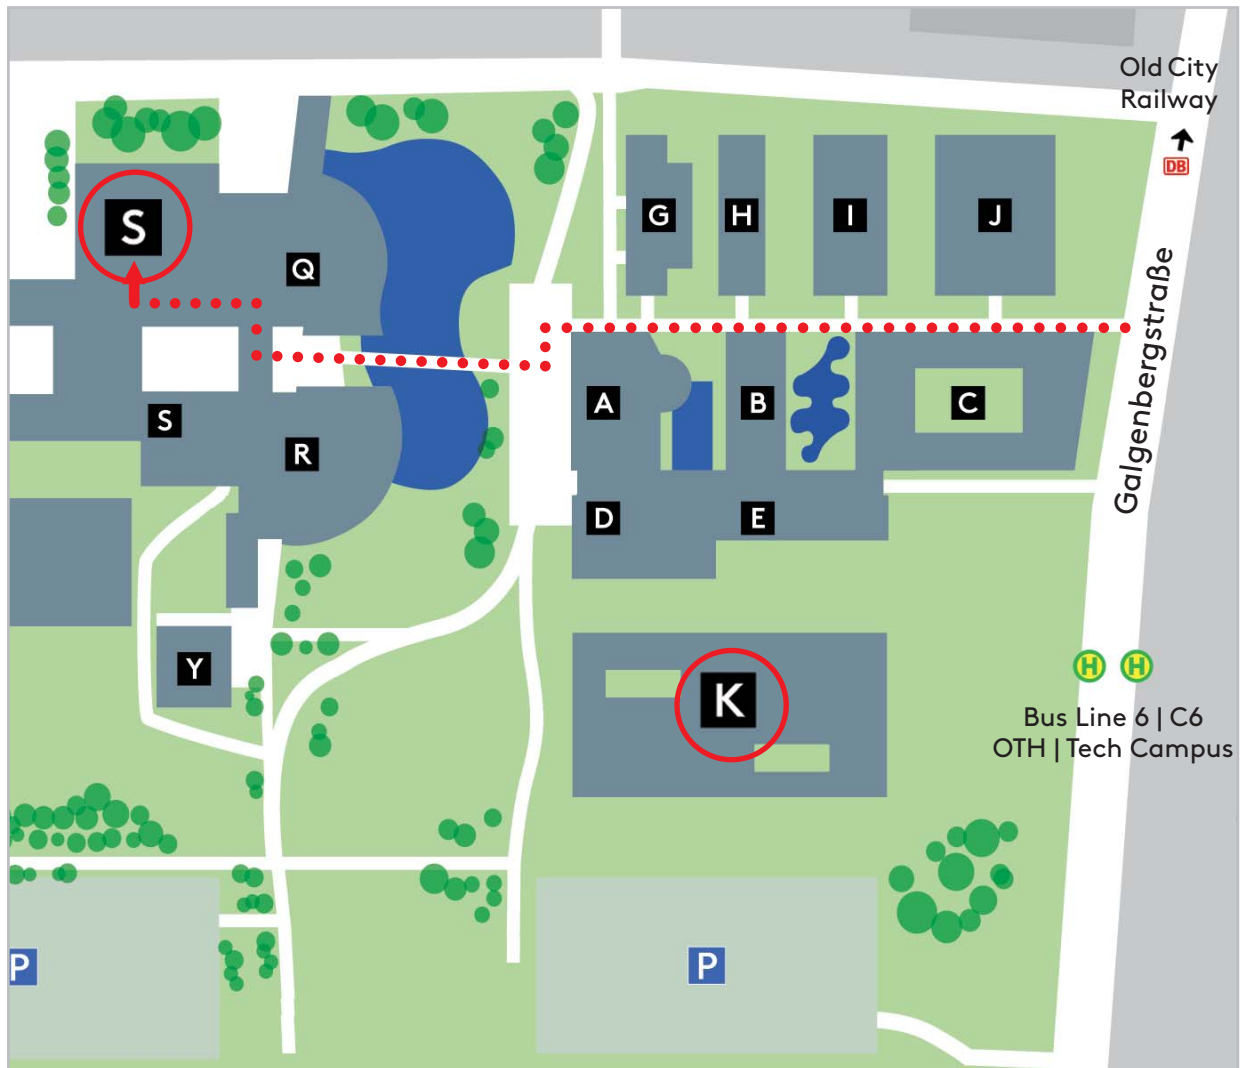 Old City
Railway
DB
S
Q
G
H
I
J
Galgenbergstraße
S
R
A
B
C
D
E
Y
K
H H
Bus Line 6 | C6
OTH | Tech Campus
P
P